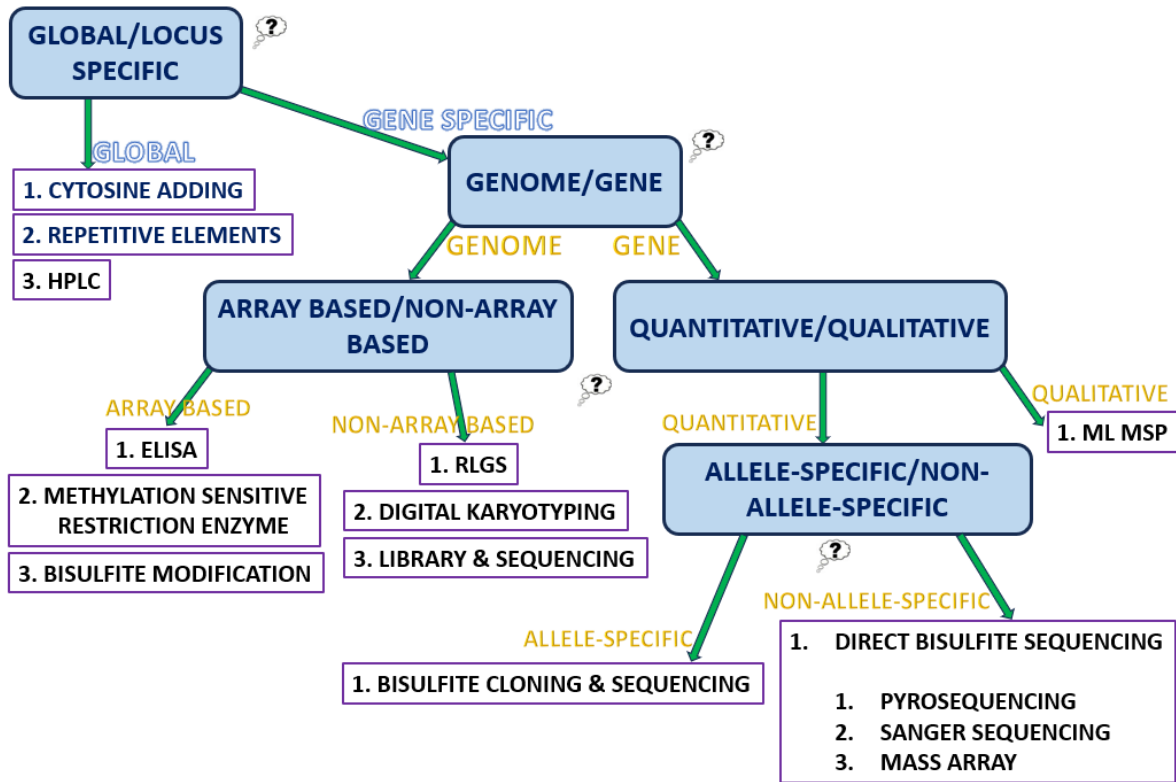 GLOBAL/LOCUS
SPECIFIC
?
GENE SPECIFIC
GLOBAL
1. CYTOSINE ADDING
2. REPETITIVE ELEMENTS
3. HPLC
?
GENOME/GENE
GENOME
GENE
ARRAY BASED/NON-ARRAY
BASED
QUANTITATIVE/QUALITATIVE
?
ARRAY BASED
NON-ARRAY BASED
QUANTITATIVE
QUALITATIVE
1. ELISA
2. METHYLATION SENSITIVE
RESTRICTION ENZYME
3. BISULFITE MODIFICATION
1. RLGS
2. DIGITAL KARYOTYPING
3. LIBRARY & SEQUENCING
1. ML MSP
ALLELE-SPECIFIC/NON-
ALLELE-SPECIFIC
?
ALLELE-SPECIFIC
NON-ALLELE-SPECIFIC
1. BISULFITE CLONING & SEQUENCING
1. DIRECT BISULFITE SEQUENCING
1. PYROSEQUENCING
2. SANGER SEQUENCING
3. MASS ARRAY